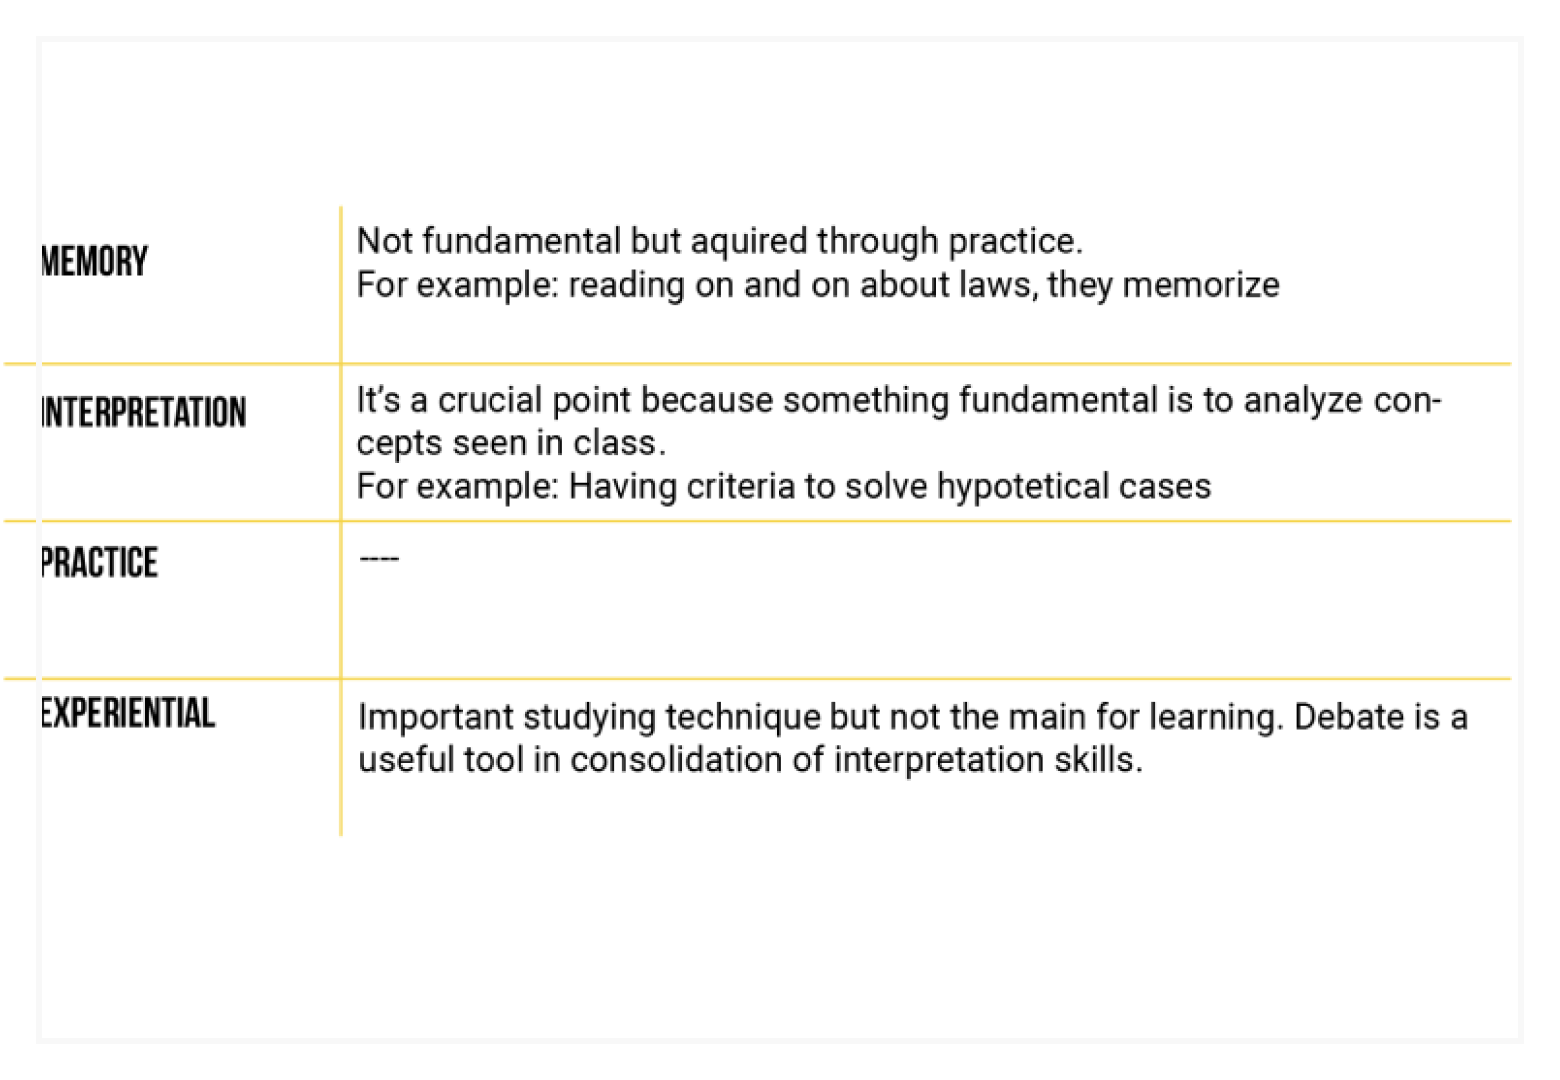 MEMORY
Not fundamental but aquired through practice.
For example: reading on and on about laws, they memorize
INTERPRETATION
It's a crucial point because something fundamental is to analyze con-
cepts seen in class.
For example: Having criteria to solve hypotetical cases
PRACTICE
----
EXPERIENTIAL
Important studying technique but not the main for learning. Debate is a
useful tool in consolidation of interpretation skills.